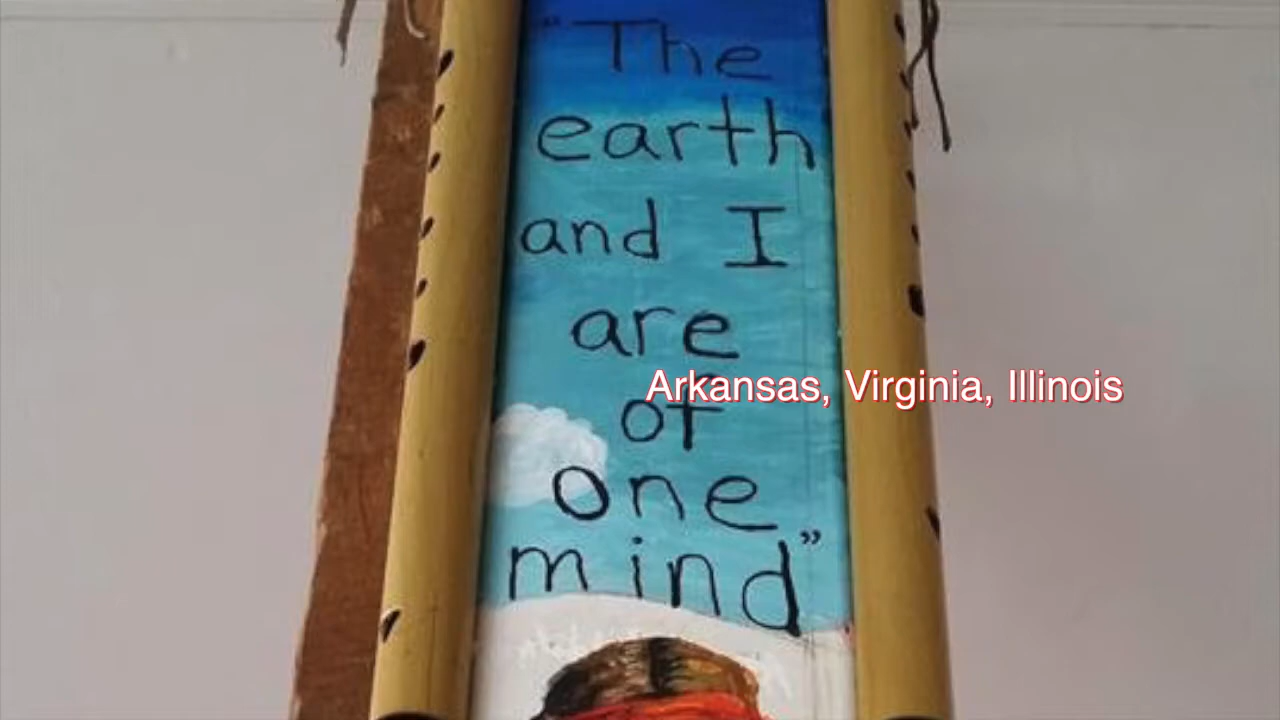 "The
earth
and I
are
of
one
mind"
Arkansas, Virginia, Illinois